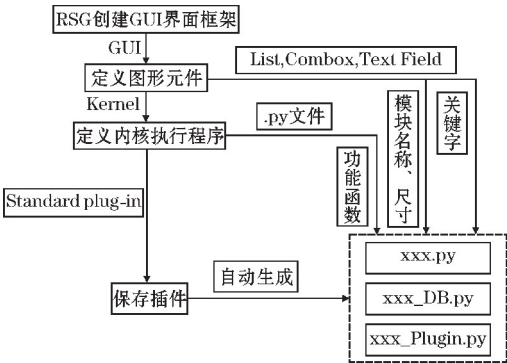 RSG创建GUI界面框架
GUI
定义图形元件
List,Combox,Text Field
Kernel
定义内核执行程序
.py文件
功能函数
模块名称、尺寸
关键字
Standard plug-in
保存插件
自动生成
xxx.py
xxx_DB.py
xxx_Plugin.py